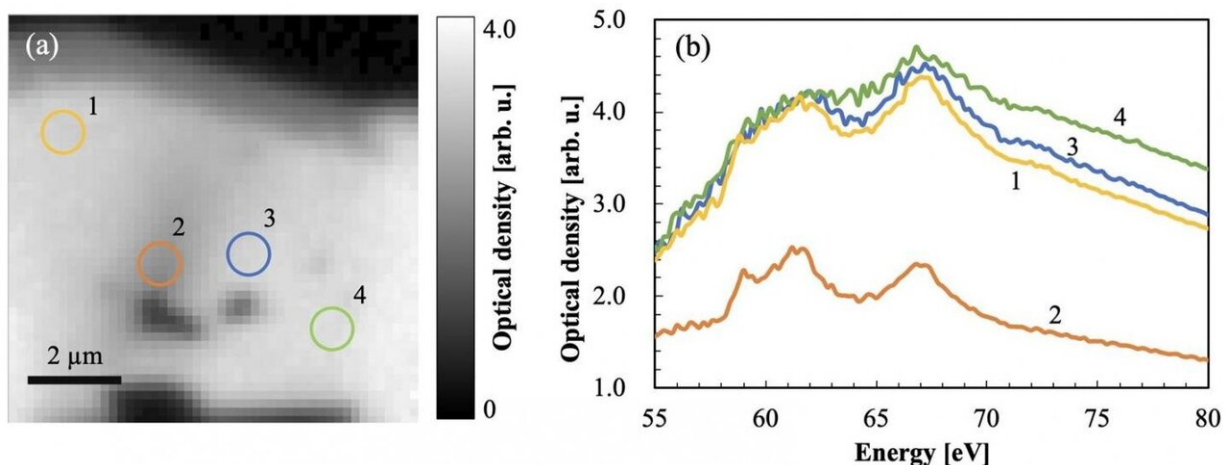 (a)
1
2
3
4
2 µm
4.0
0
Optical density [arb. u.]
(b)
5.0
4.0
3.0
2.0
1.0
Optical density [arb. u.]
4
3
1
2
55 60 65 70 75 80
Energy [eV]